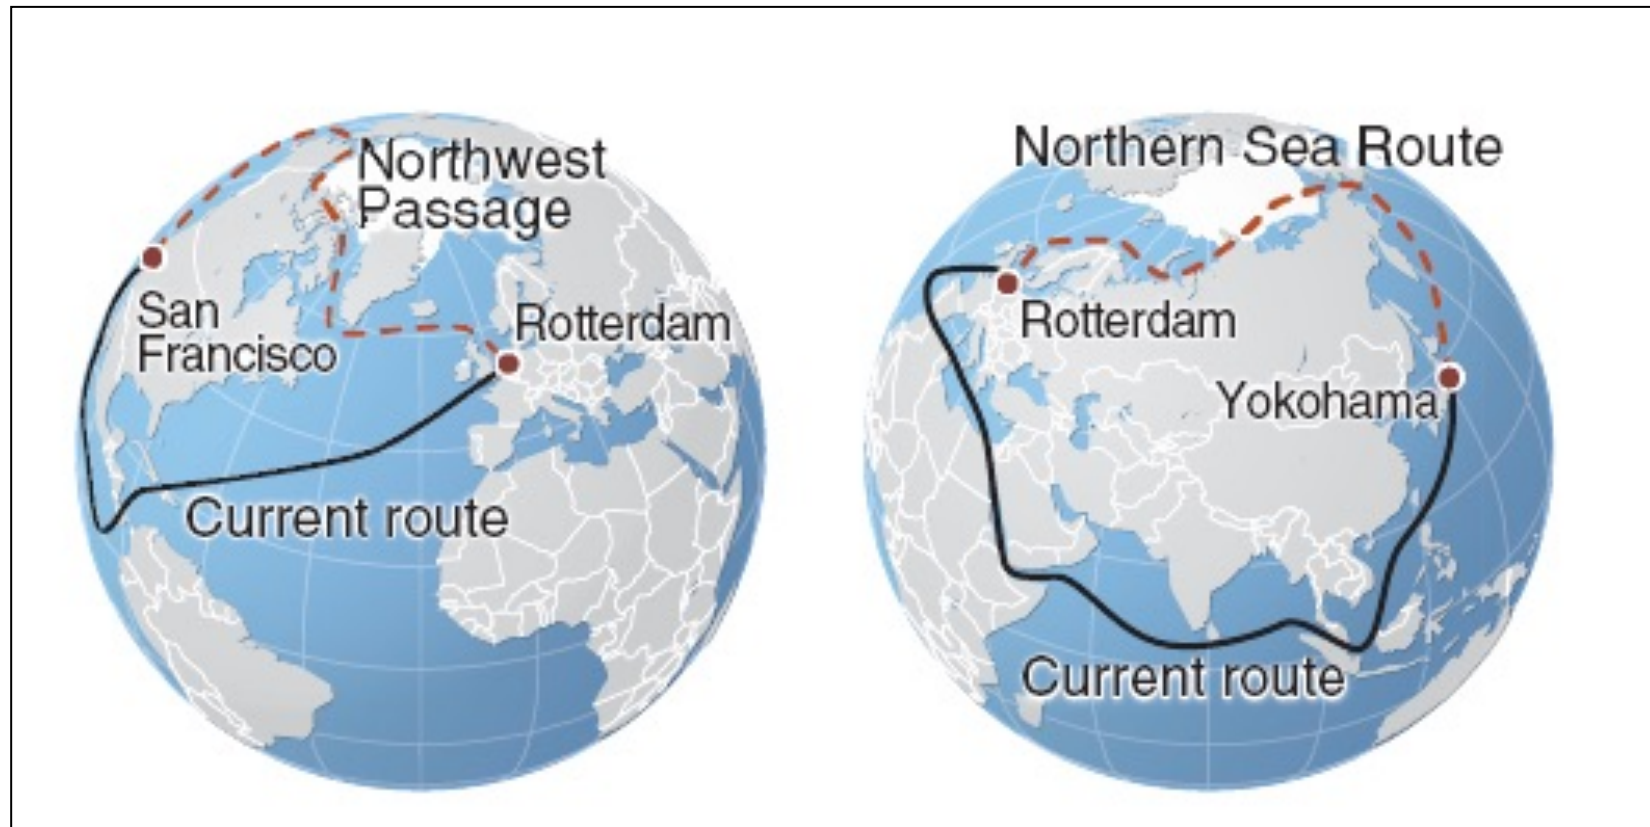 Northwest
Passage
San
Francisco
Rotterdam
Current route
Northern Sea Route
Rotterdam
Yokohama
Current route